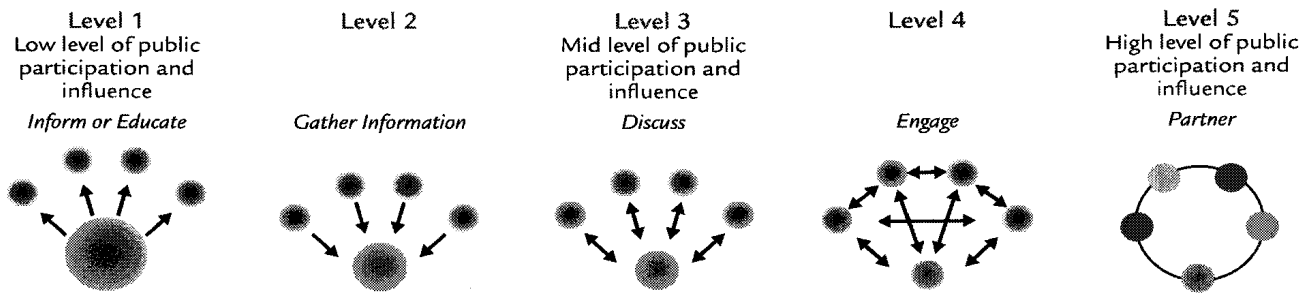 Level 1
Low level of public
participation and
influence
Inform or Educate
Level 2
Gather Information
Level 3
Mid level of public
participation and
influence
Discuss
Level 4
Engage
Level 5
High level of public
participation and
influence
Partner